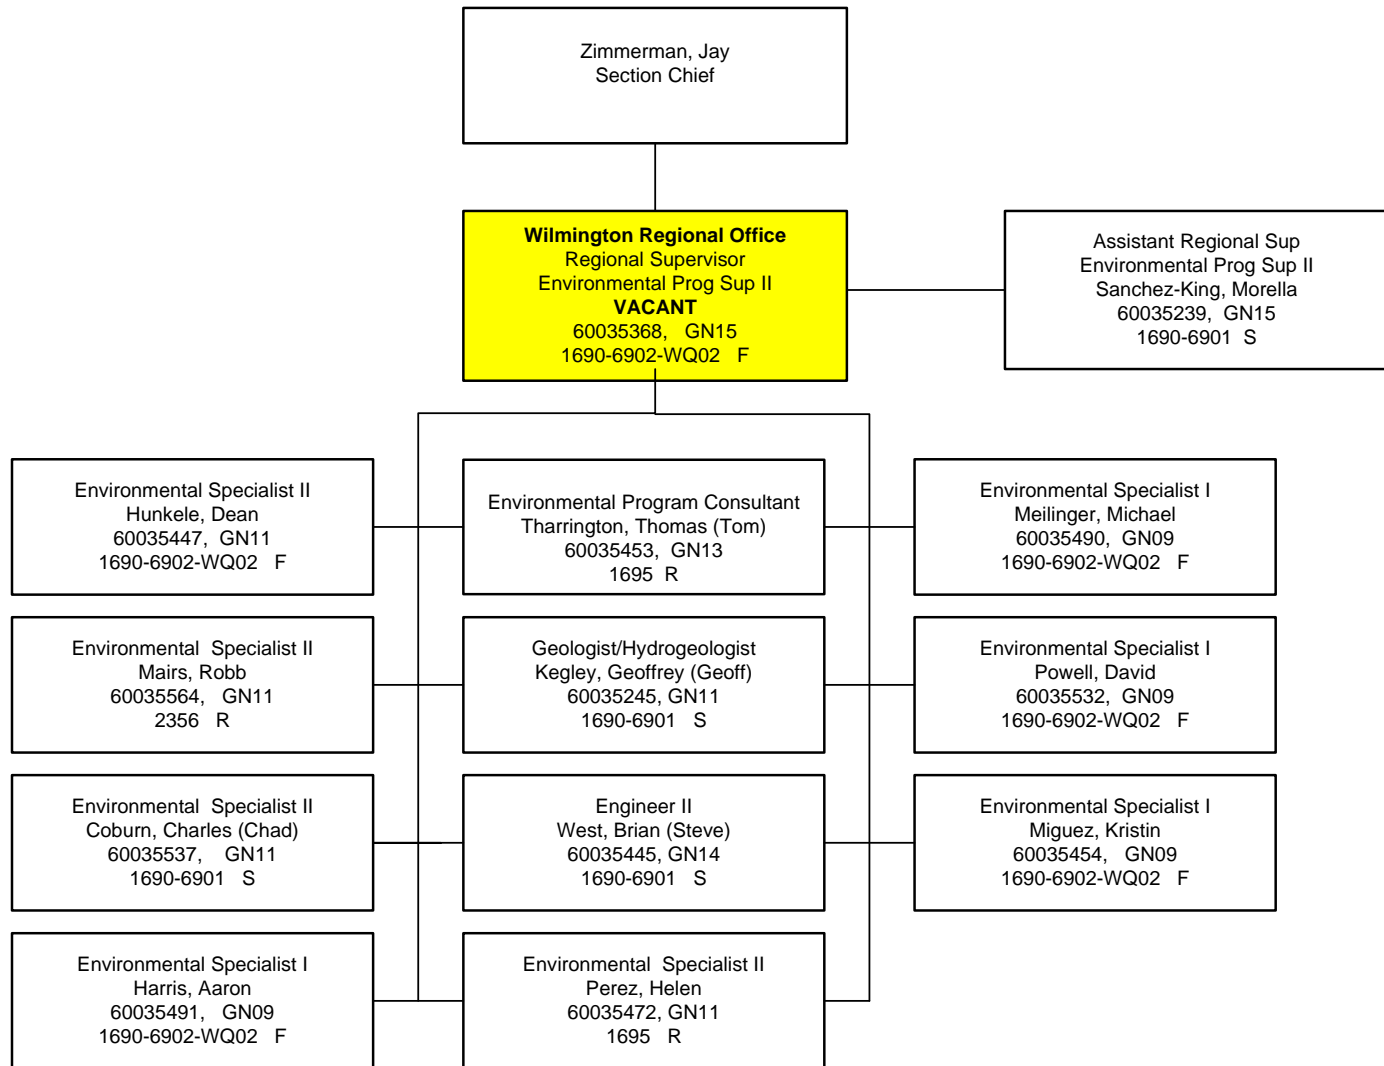 Zimmerman, Jay
Section Chief
Wilmington Regional Office
Regional Supervisor
Environmental Prog Sup II
VACANT
60035368, GN15
1690-6902-WQ02 F
Assistant Regional Sup
Environmental Prog Sup II
Sanchez-King, Morella
60035239, GN15
1690-6901 S
Environmental Specialist II
Hunkele, Dean
60035447, GN11
1690-6902-WQ02 F
Environmental Program Consultant
Tharrington, Thomas (Tom)
60035453, GN13
1695 R
Environmental Specialist I
Meilinger, Michael
60035490, GN09
1690-6902-WQ02 F
Environmental Specialist II
Mairs, Robb
60035564, GN11
2356 R
Geologist/Hydrogeologist
Kegley, Geoffrey (Geoff)
60035245, GN11
1690-6901 S
Environmental Specialist I
Powell, David
60035532, GN09
1690-6902-WQ02 F
Environmental Specialist II
Coburn, Charles (Chad)
60035537, GN11
1690-6901 S
Engineer II
West, Brian (Steve)
60035445, GN14
1690-6901 S
Environmental Specialist I
Miguez, Kristin
60035454, GN09
1690-6902-WQ02 F
Environmental Specialist I
Harris, Aaron
60035491, GN09
1690-6902-WQ02 F
Environmental Specialist II
Perez, Helen
60035472, GN11
1695 R